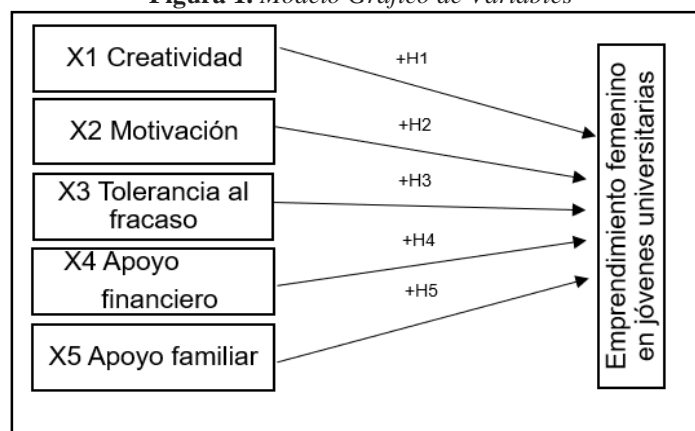 Figura 1. Modelo Gráfico de Variables
X1 Creatividad
+H1
X2 Motivación
+H2
X3 Tolerancia al
fracaso
+H3
X4 Apoyo
financiero
+H4
X5 Apoyo familiar
+H5
Emprendimiento femenino
en jóvenes universitarias